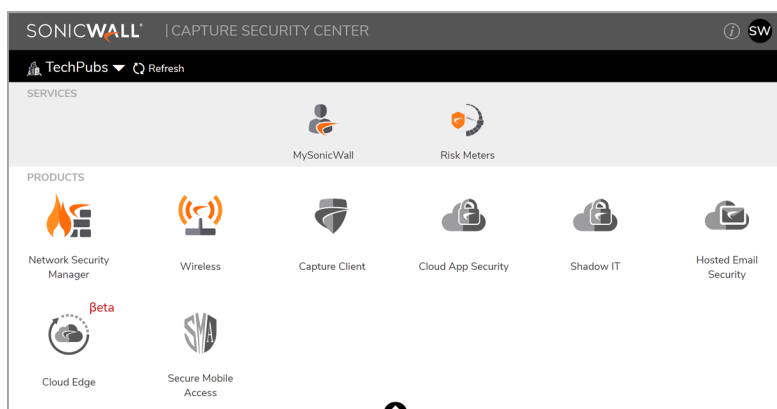 SONICWALL® | CAPTURE SECURITY CENTER
i SW
TechPubs Refresh
SERVICES
MySonicWall Risk Meters
PRODUCTS
Network Security Manager
Wireless
Capture Client
Cloud App Security
Shadow IT
Hosted Email Security
βeta
Cloud Edge
SMA
Secure Mobile Access